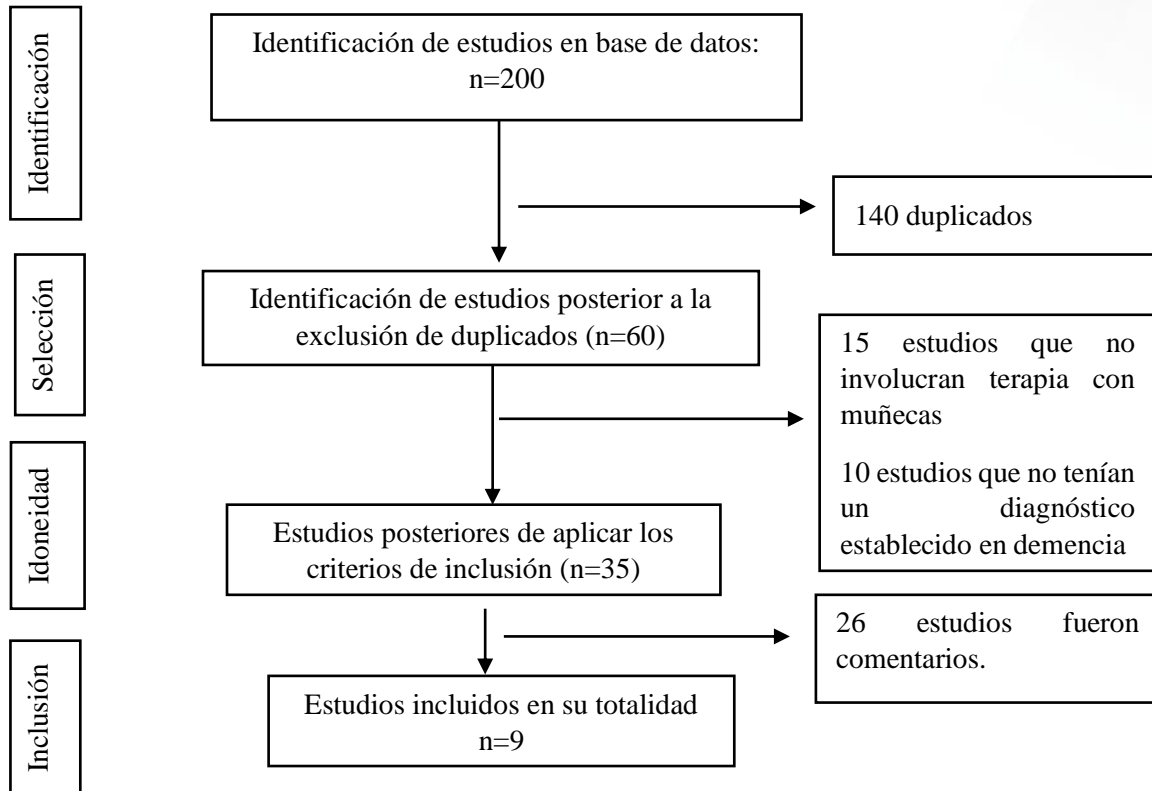 Identificación
Identificación de estudios en base de datos:
n=200
140 duplicados
Selección
Identificación de estudios posterior a la
exclusión de duplicados (n=60)
15 estudios que no
involucran terapia con
muñecas
10 estudios que no tenían
un diagnóstico
establecido en demencia
Idoneidad
Estudios posteriores de aplicar los
criterios de inclusión (n=35)
26 estudios fueron
comentarios.
Inclusión
Estudios incluidos en su totalidad
n=9